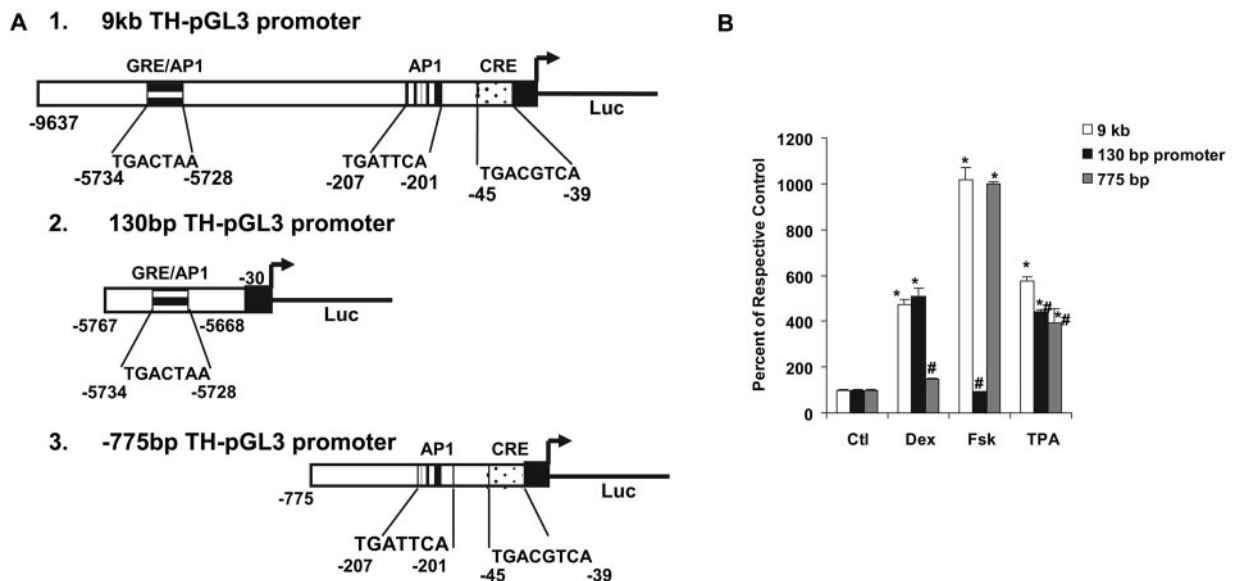 A
1. 9kb TH-pGL3 promoter
GRE/AP1
AP1
CRE
Luc
-9637
TGACTAA
-5734
-5728
TGATTCA
-207
-201
TGACGTCA
-45
-39
2. 130bp TH-pGL3 promoter
GRE/AP1
-30
Luc
-5767
-5668
TGACTAA
-5734
-5728
3. -775bp TH-pGL3 promoter
AP1
CRE
Luc
-775
TGATTCA
-207
-201
TGACGTCA
-45
-39
B
9 kb
130 bp promoter
775 bp
Percent of Respective Control
1200
1000
800
600
400
200
0
* * #
* # *
* *# *#
Ctl
Dex
Fsk
TPA